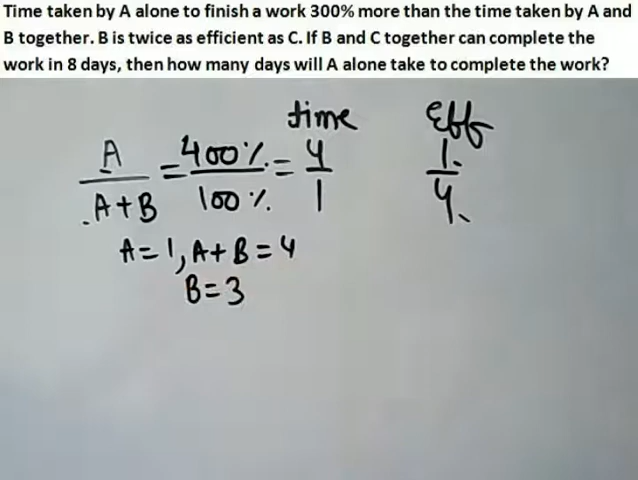 Time taken by A alone to finish a work 300% more than the time taken by A and
B together. B is twice as efficient as C. If B and C together can complete the
work in 8 days, then how many days will A alone take to complete the work?
time Eff
A/A+B = 400%/100% = 4/1 1/4
A=1, A+B=4
B=3